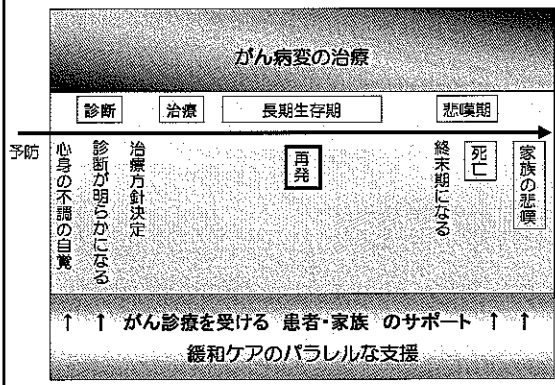 がん病変の治療
診断
治療
長期生存期
悲嘆期
予防
心身の不調の自覚
診断が明らかになる
治療方針決定
再発
終末期になる
死亡
家族の悲嘆
↑ ↑ がん診療を受ける 患者・家族 のサポート ↑ ↑
緩和ケアのパラレルな支援